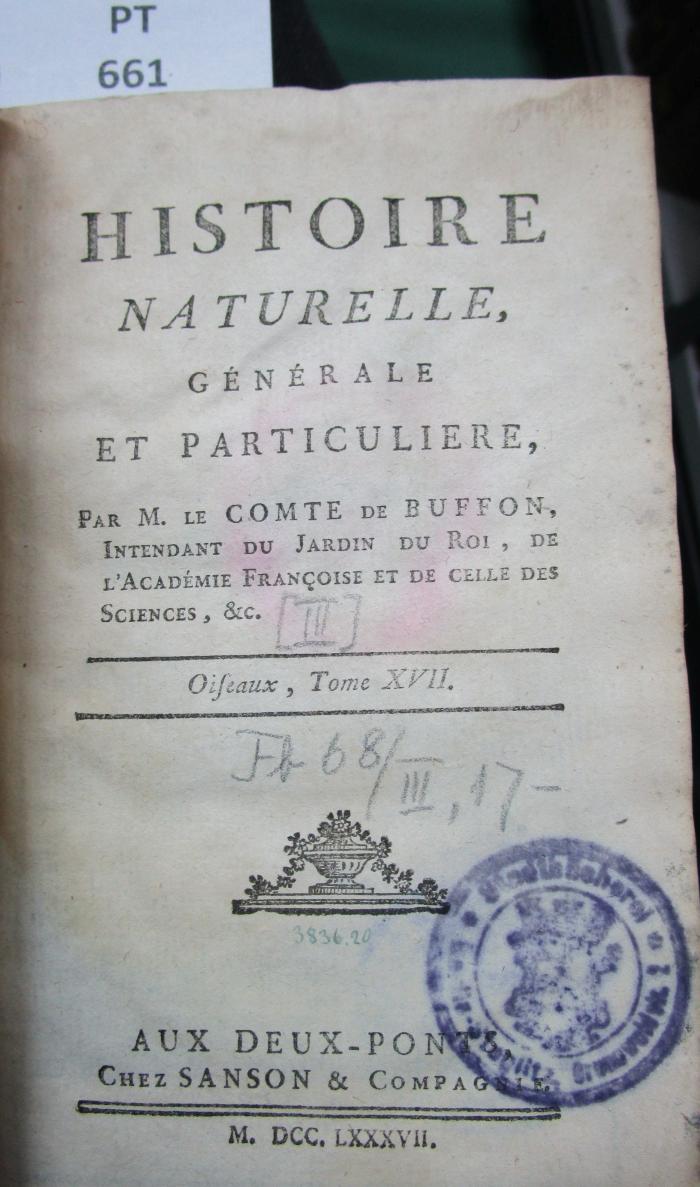 PT
661
HISTOIRE
NATURELLE,
GÉNÉRALE
ET PARTICULIERE,
PAR M. LE COMTE DE BUFFON,
INTENDANT DU JARDIN DU ROI, DE
L'ACADÉMIE FRANÇOISE ET DE CELLE DES
SCIENCES, &c.
[III]
Oiſeaux, Tome XVII.
68/III, 17-
3836.20
AUX DEUX-PONTS,
CHEZ SANSON & COMPAGNIE.
M. DCC. LXXXVII.